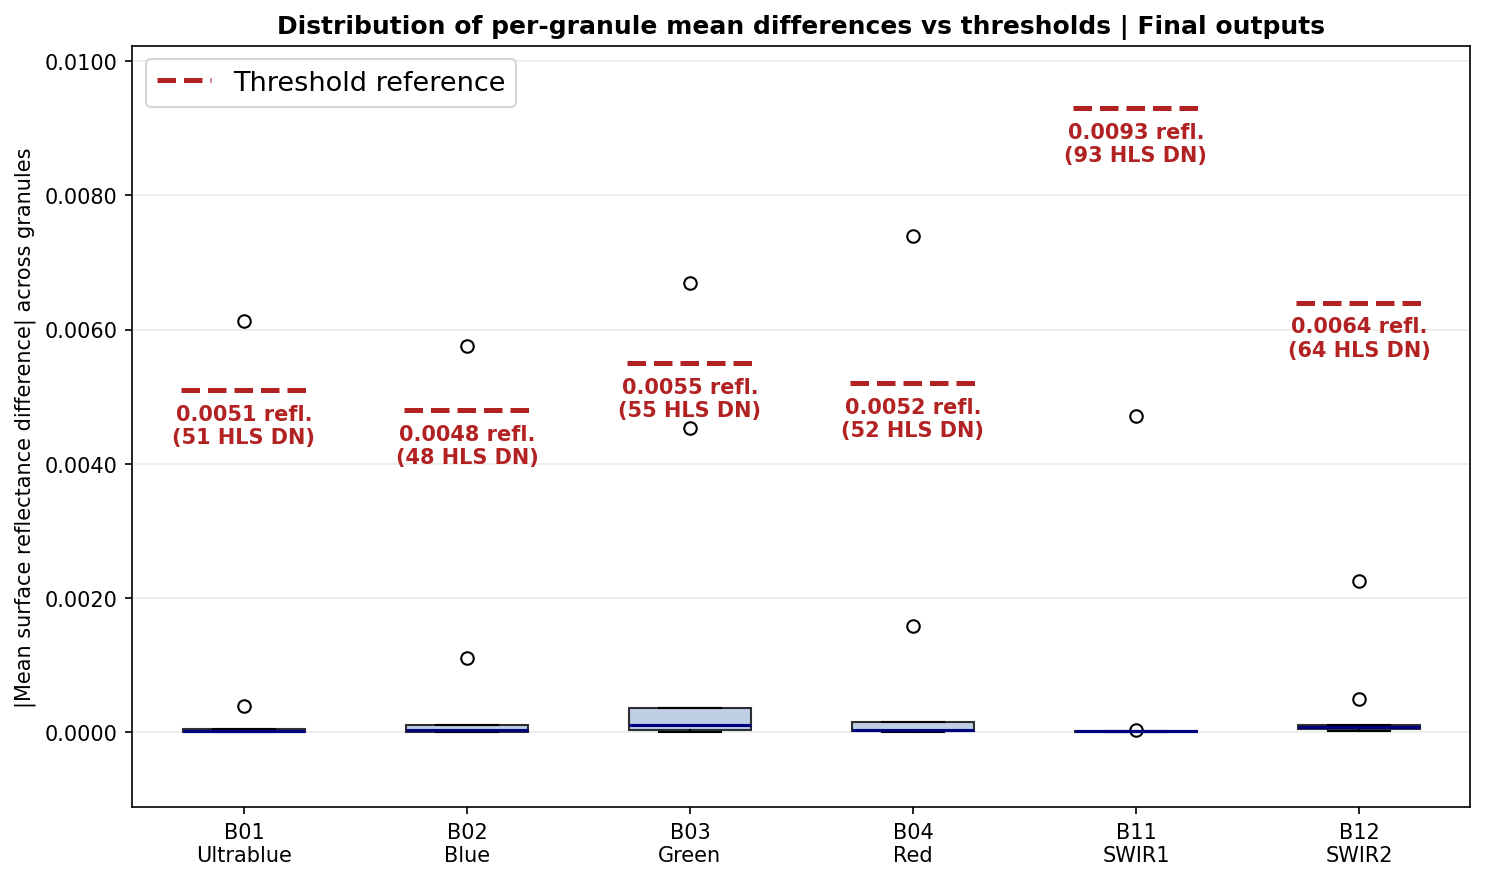 Distribution of per-granule mean differences vs thresholds | Final outputs
Threshold reference
|Mean surface reflectance difference| across granules
0.0100
0.0080
0.0060
0.0040
0.0020
0.0000
0.0051 refl.
(51 HLS DN)
0.0048 refl.
(48 HLS DN)
0.0055 refl.
(55 HLS DN)
0.0052 refl.
(52 HLS DN)
0.0093 refl.
(93 HLS DN)
0.0064 refl.
(64 HLS DN)
B01
Ultrablue
B02
Blue
B03
Green
B04
Red
B11
SWIR1
B12
SWIR2